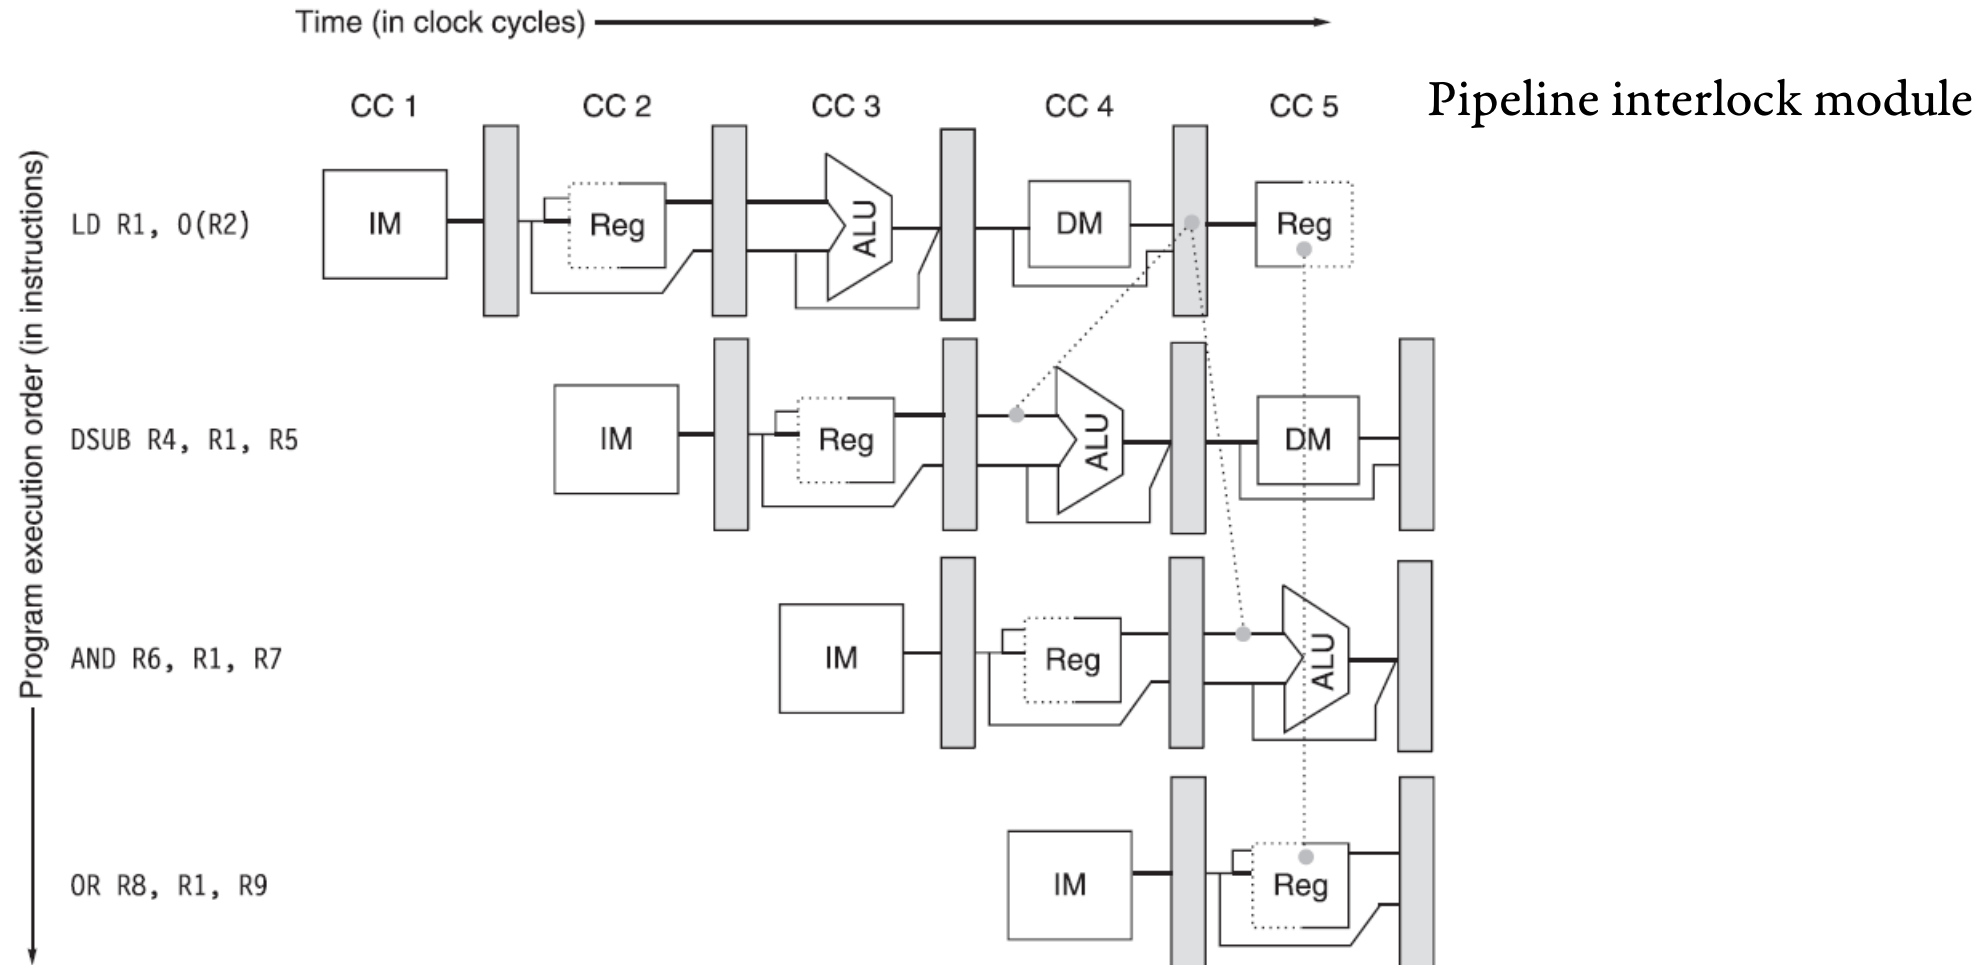 Time (in clock cycles)
Pipeline interlock module
CC 1 CC 2 CC 3 CC 4 CC 5
Program execution order (in instructions)
LD R1, 0(R2)
IM Reg ALU DM Reg
DSUB R4, R1, R5
IM Reg ALU DM
AND R6, R1, R7
IM Reg ALU
OR R8, R1, R9
IM Reg